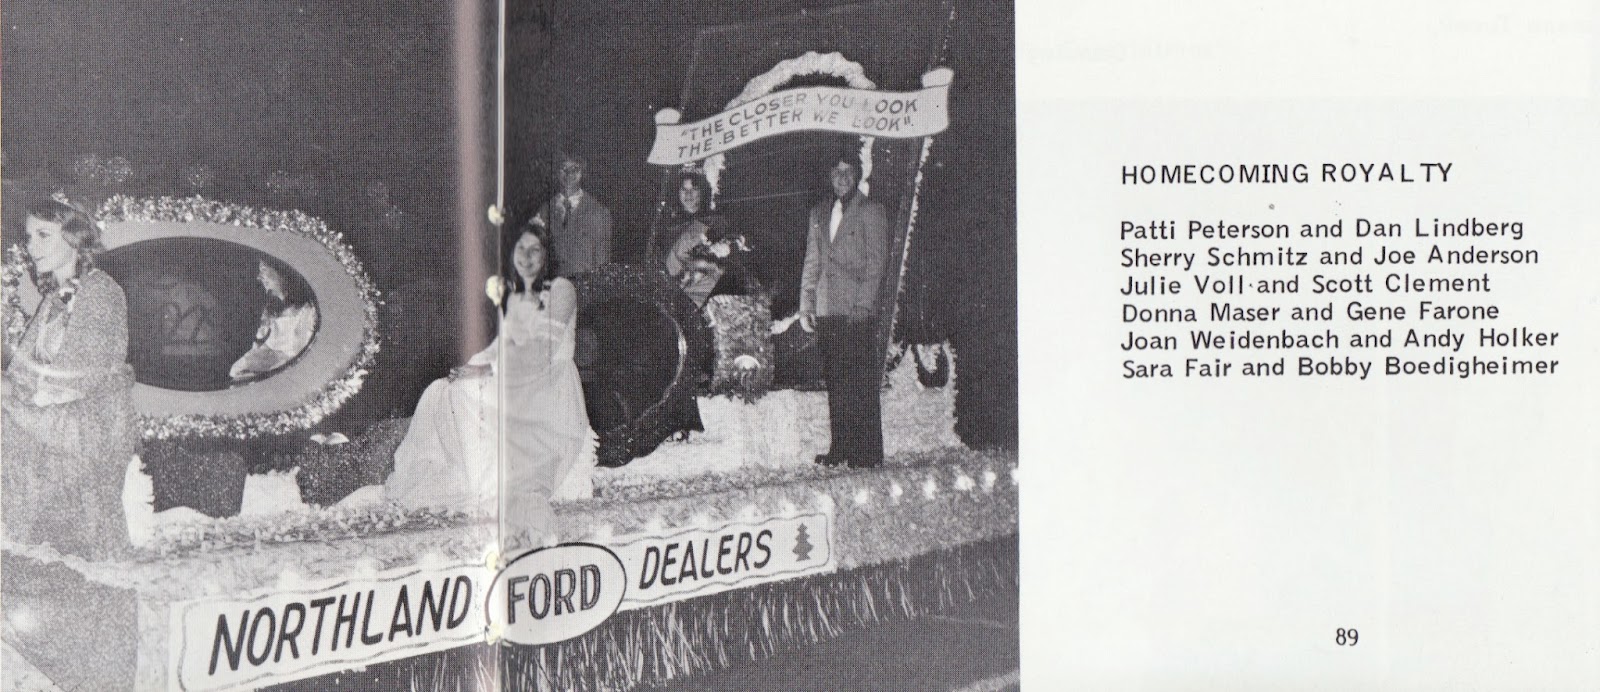 "THE CLOSER YOU LOOK
THE BETTER WE LOOK".
NORTHLAND FORD DEALERS
HOMECOMING ROYALTY
Patti Peterson and Dan Lindberg
Sherry Schmitz and Joe Anderson
Julie Voll and Scott Clement
Donna Maser and Gene Farone
Joan Weidenbach and Andy Holker
Sara Fair and Bobby Boedigheimer
89